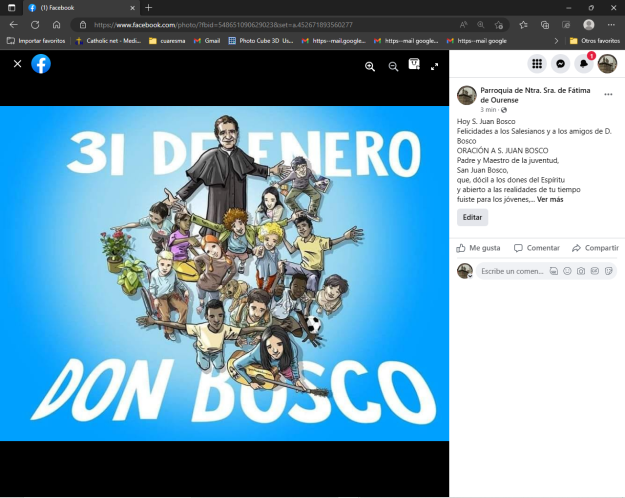 (1) Facebook
https://www.facebook.com/photo/?fbid=548651090629023&set=a.452671893560277
Importar favoritos
Catholic net - Medi...
cuaresma
Gmail
Photo Cube 3D Us...
https--mail.google...
https--mail google...
https--mail google
Otros favoritos
31 DE ENERO
DON BOSCO
1
Parroquia de Ntra. Sra. de Fátima
de Ourense
3 min ·
Hoy S. Juan Bosco
Felicidades a los Salesianos y a los amigos de D.
Bosco
ORACIÓN A S. JUAN BOSCO
Padre y Maestro de la juventud,
San Juan Bosco,
que, dócil a los dones del Espíritu
y abierto a las realidades de tu tiempo
fuiste para los jóvenes,... Ver más
Editar
Me gusta
Comentar
Compartir
Escribe un comen...